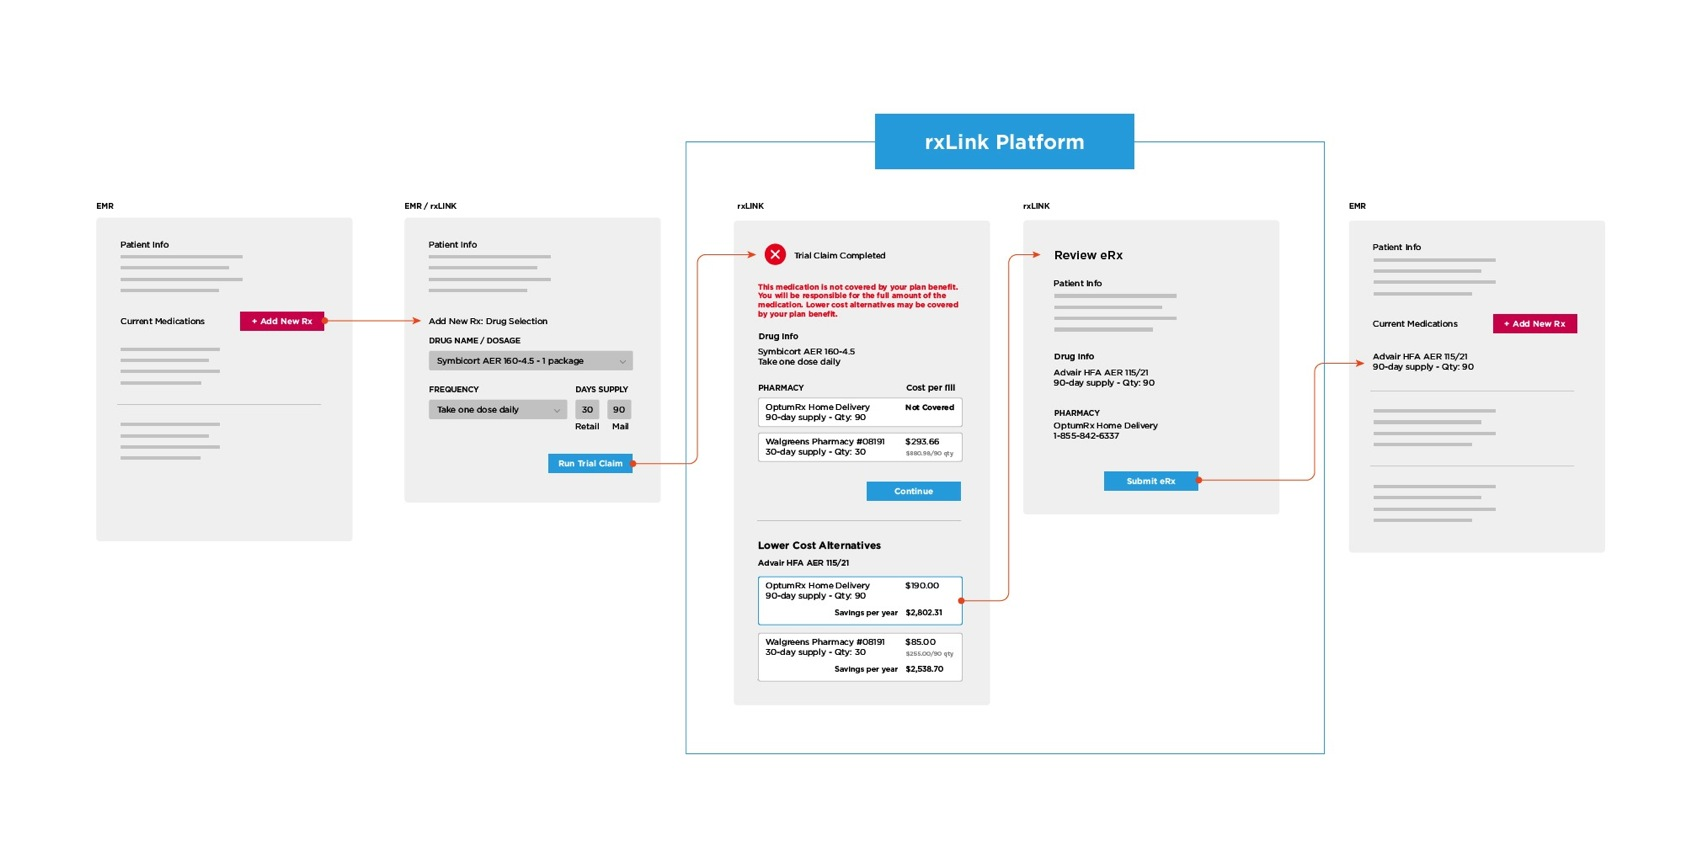 rxLink Platform
EMR
Patient Info
Current Medications
+ Add New Rx
EMR / rxLINK
Patient Info
Add New Rx: Drug Selection
DRUG NAME / DOSAGE
Symbicort AER 160-4.5 - 1 package
FREQUENCY
DAYS SUPPLY
Take one dose daily
30
90
Retail
Mail
Run Trial Claim
rxLINK
Trial Claim Completed
This medication is not covered by your plan benefit.
You will be responsible for the full amount of the
medication. Lower cost alternatives may be covered
by your plan benefit.
Drug Info
Symbicort AER 160-4.5
Take one dose daily
PHARMACY
Cost per fill
OptumRx Home Delivery
Not Covered
90-day supply - Qty: 90
Walgreens Pharmacy #08191
$293.66
30-day supply - Qty: 30
$880.98/90 qty
Continue
Lower Cost Alternatives
Advair HFA AER 115/21
OptumRx Home Delivery
$190.00
90-day supply - Qty: 90
Savings per year $2,802.31
Walgreens Pharmacy #08191
$85.00
30-day supply - Qty: 30
$255.00/90 qty
Savings per year $2,538.70
rxLINK
Review eRx
Patient Info
Drug Info
Advair HFA AER 115/21
90-day supply - Qty: 90
PHARMACY
OptumRx Home Delivery
1-855-842-6337
Submit eRx
EMR
Patient Info
Current Medications
+ Add New Rx
Advair HFA AER 115/21
90-day supply - Qty: 90